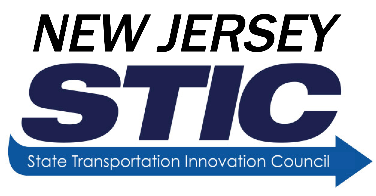 NEW JERSEY
STIC
State Transportation Innovation Council